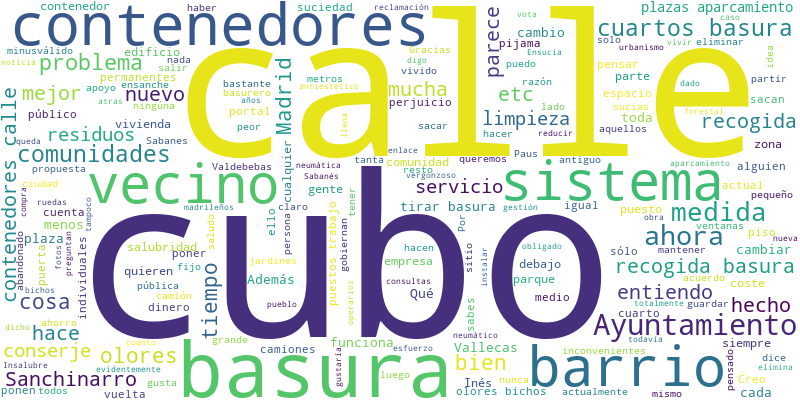 contenedor
haber
suciedad
reclamación
vota
caso
plazas aparcamiento
contenedores
calle
parece
cambio
solo
urbanismo
vivir
eliminar
cuartos basura
minusválido
edificio
Gracias
pijama
noticia
salir
nada
digo
Ensucia
idea
problema
permanentes
bastante
antiestético
metros
vivido
puedo
pensar
dado
partir
apoyo
ensanche
basurero
mucha
razón
parte
sucias
sacan
mejor
nuevo
atras
ninguna
años
perjuicio
etc
lado
espacio
forestal
público
portal
llena
limpieza
toda
recogida
residuos
vivienda
peor
Madrid
sacar
hacer
reducir
aquellos
zona
queda
Sabanes
enlace
queremos
Paus
antiguo
comunidades
Valdebebas
neumática
tanta
comunidad
alguien
propuesta
cualquier
Sabanés
resto
vergonzoso
aparcamiento
ciudad
madrileños
gente
vecino
servicio
sistema
actual
pequeño
compra
ruedas
tampoco
claro
tener
tirar basura
Por
igual
puesto
ventanas
obra
nueva
cuenta
ello
gestión
medida
piso
menos
persona
gobiernan
sitio
obligado
contenedores calle
abandonado
plaza
saludo
cubo
hacen
sólo
mantener
fotos
preguntan
salubridad
jardines
empresa
instalar
ahora
cambiar
puerta
individuales
poner
puestos trabajo
Además
Qué
debajo
acuerdo
coste
bichos
quieren
fijo
consultas
parque
recogida basura
pública
camión
pueblo
medio
totalmente
guardar
cosa
tiempo
dinero
operarios
sabes
entiendo
cuarto
inconvenientes
dicho
ahorro
hecho
hace
grande
funciona
neumático
Ayuntamiento
todavía
conserje
camiones
Vallecas
bien
siempre
Insalubre
cuanto
olores
basura
esfuerzo
barrio
pensado
dice
Sanchinarro
evidentemente
gustaría
Inés
nunca
Creo
elimina
ponen
todos
vuelta
gusta
luego
olores bichos
actualmente
mismo
cada